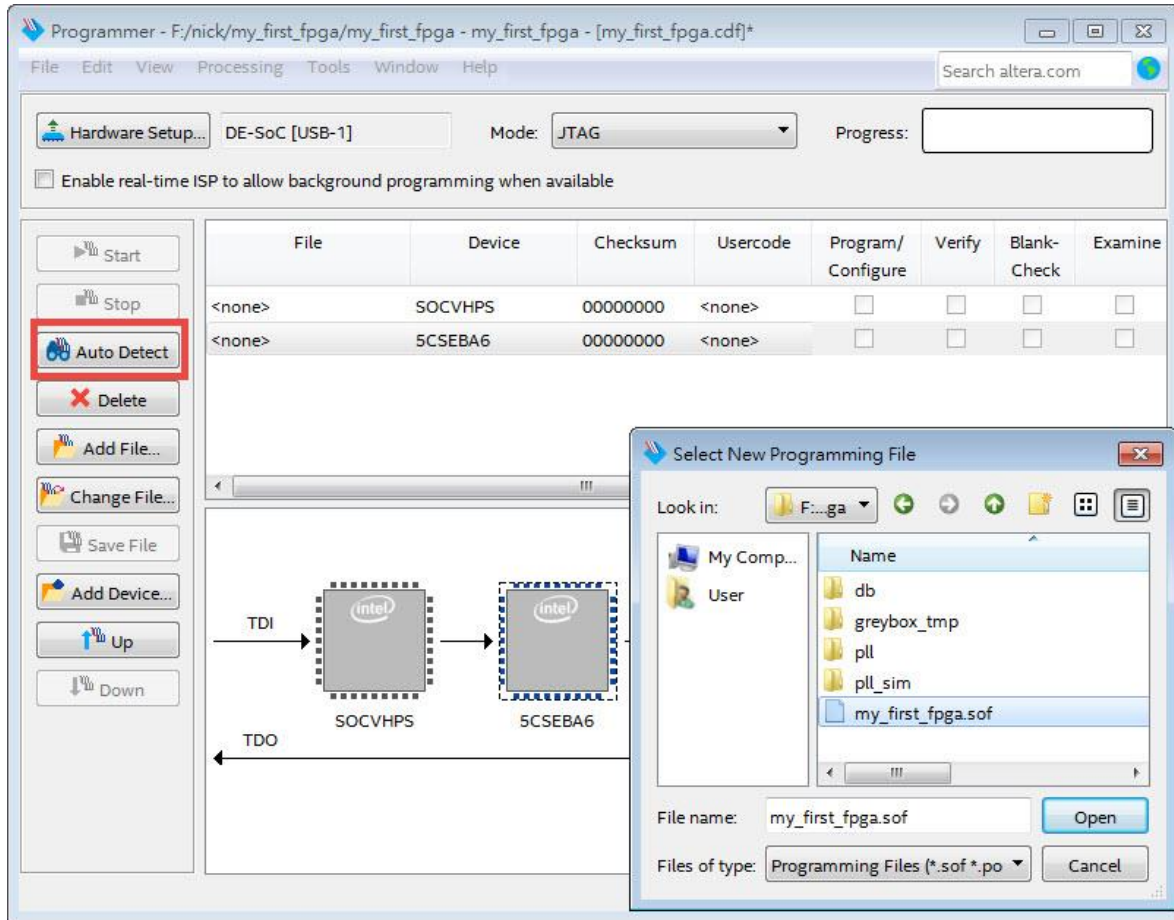 Programmer - F:/nick/my_first_fpga/my_first_fpga - my_first_fpga - [my_first_fpga.cdf]*
File Edit View Processing Tools Window Help
Search altera.com
Hardware Setup... DE-SoC [USB-1] Mode: JTAG Progress:
Enable real-time ISP to allow background programming when available
File Device Checksum Usercode Program/ Configure Verify Blank- Check Examine
<none> SOCVHPS 00000000 <none>
<none> 5CSEBA6 00000000 <none>
Start
Stop
Auto Detect
Delete
Add File...
Change File...
Save File
Add Device...
Up
Down
TDI
intel
intel
SOCVHPS
5CSEBA6
TDO
Select New Programming File
Look in: F:...ga
My Comp...
User
Name
db
greybox_tmp
pll
pll_sim
my_first_fpga.sof
File name: my_first_fpga.sof Open
Files of type: Programming Files (*.sof *.po Cancel